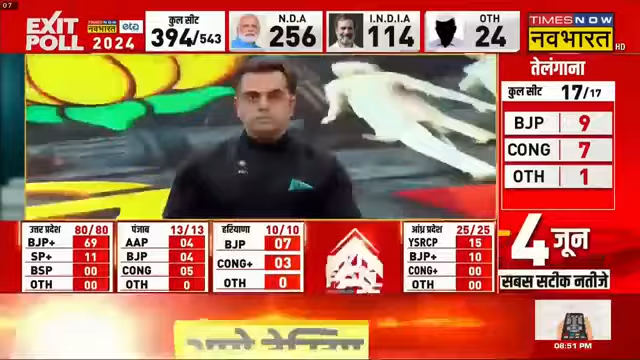 07
EXIT POLL
नवभारत etg
2024
कुल सीट
394/543
N.D.A
256
I.N.D.I.A
114
OTH
24
TIMES NOW
नवभारत HD
तेलंगाना
कुल सीट 17/17
BJP 9
CONG 7
OTH 1
उत्तर प्रदेश 80/80
BJP+ 69
SP+ 11
BSP 00
OTH 00
पंजाब 13/13
AAP 04
BJP 04
CONG 05
OTH 0
हरियाणा 10/10
BJP 07
CONG+ 03
OTH 0
आंध्र प्रदेश 25/25
YSRCP 15
BJP+ 10
CONG+ 00
OTH 00
4 जून
सबस सटीक नतीजे
08:51 PM